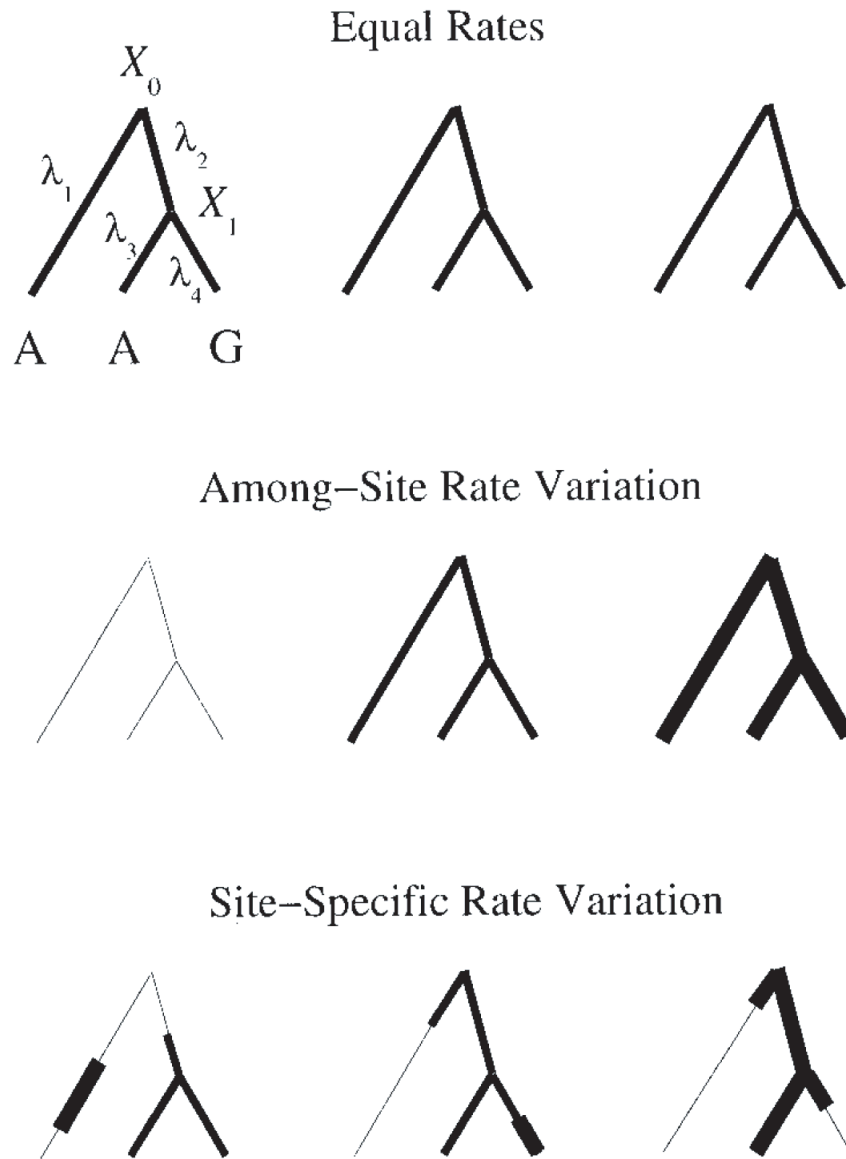 Equal Rates
X₀
λ₂
λ₁
X₁
λ₃
λ₄
A A G
Among–Site Rate Variation
Site–Specific Rate Variation